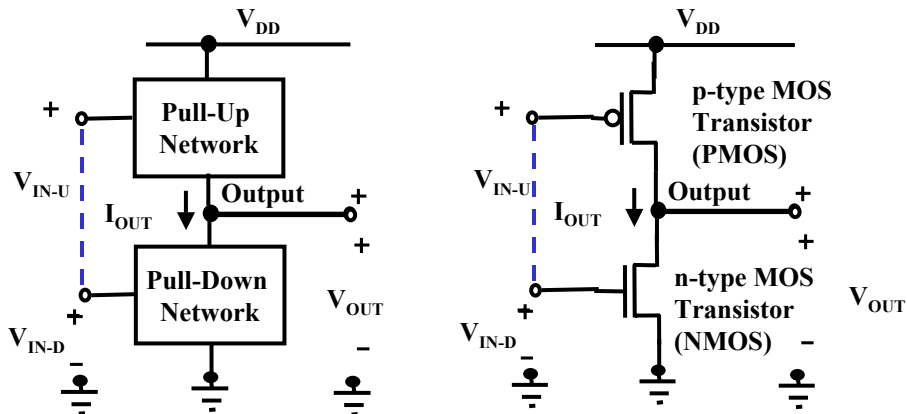 V_DD
+
Pull-Up
Network
V_IN-U
Output
I_OUT
+
+
Pull-Down
Network
+
V_IN-D
V_OUT
-
-
V_DD
+
p-type MOS
Transistor
(PMOS)
V_IN-U
Output
I_OUT
+
+
n-type MOS
Transistor
(NMOS)
+
V_IN-D
V_OUT
-
-